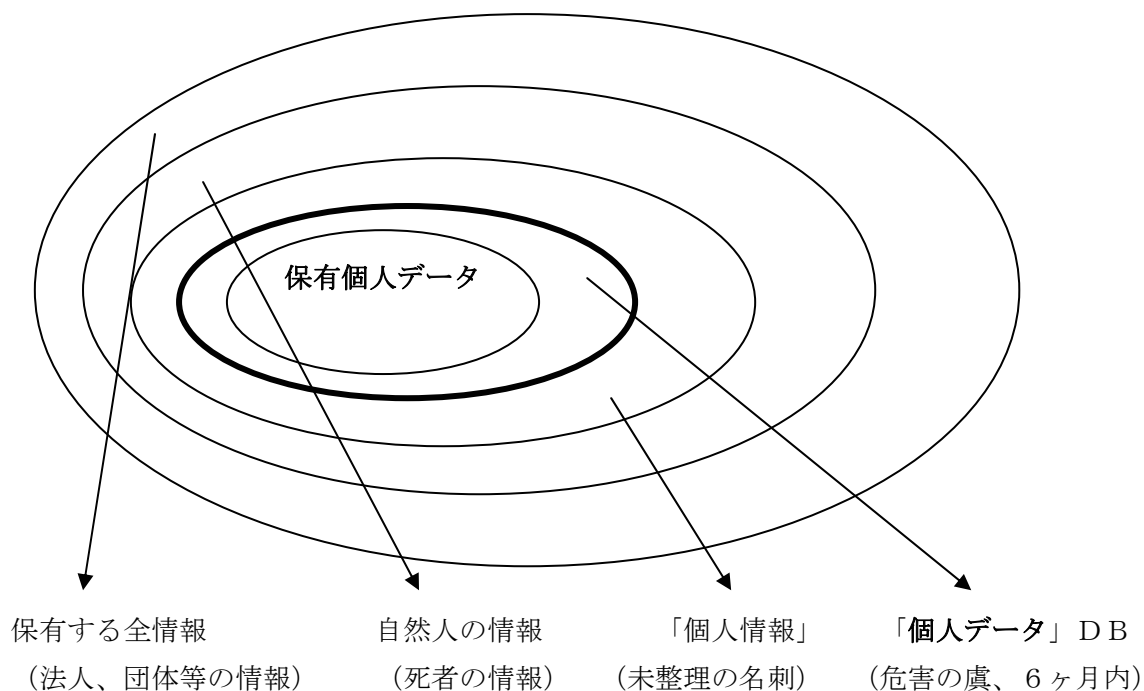 保有個人データ
保有する全情報 自然人の情報 「個人情報」 「個人データ」ＤＢ
（法人、団体等の情報） （死者の情報） （未整理の名刺） （危害の虞、６ヶ月内）